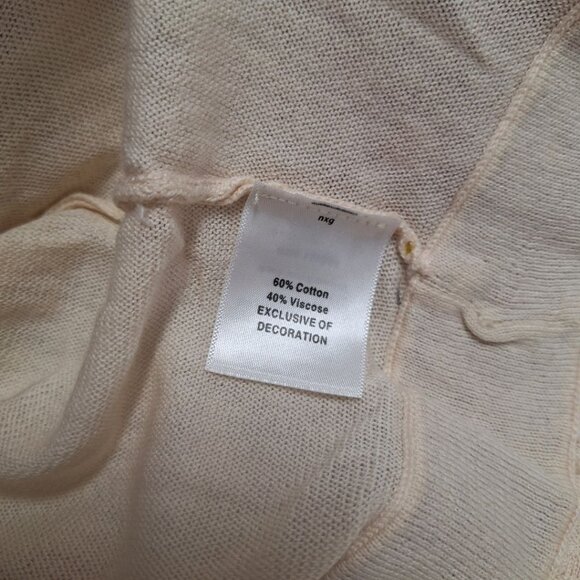 nxg
60% Cotton
40% Viscose
EXCLUSIVE OF
DECORATION